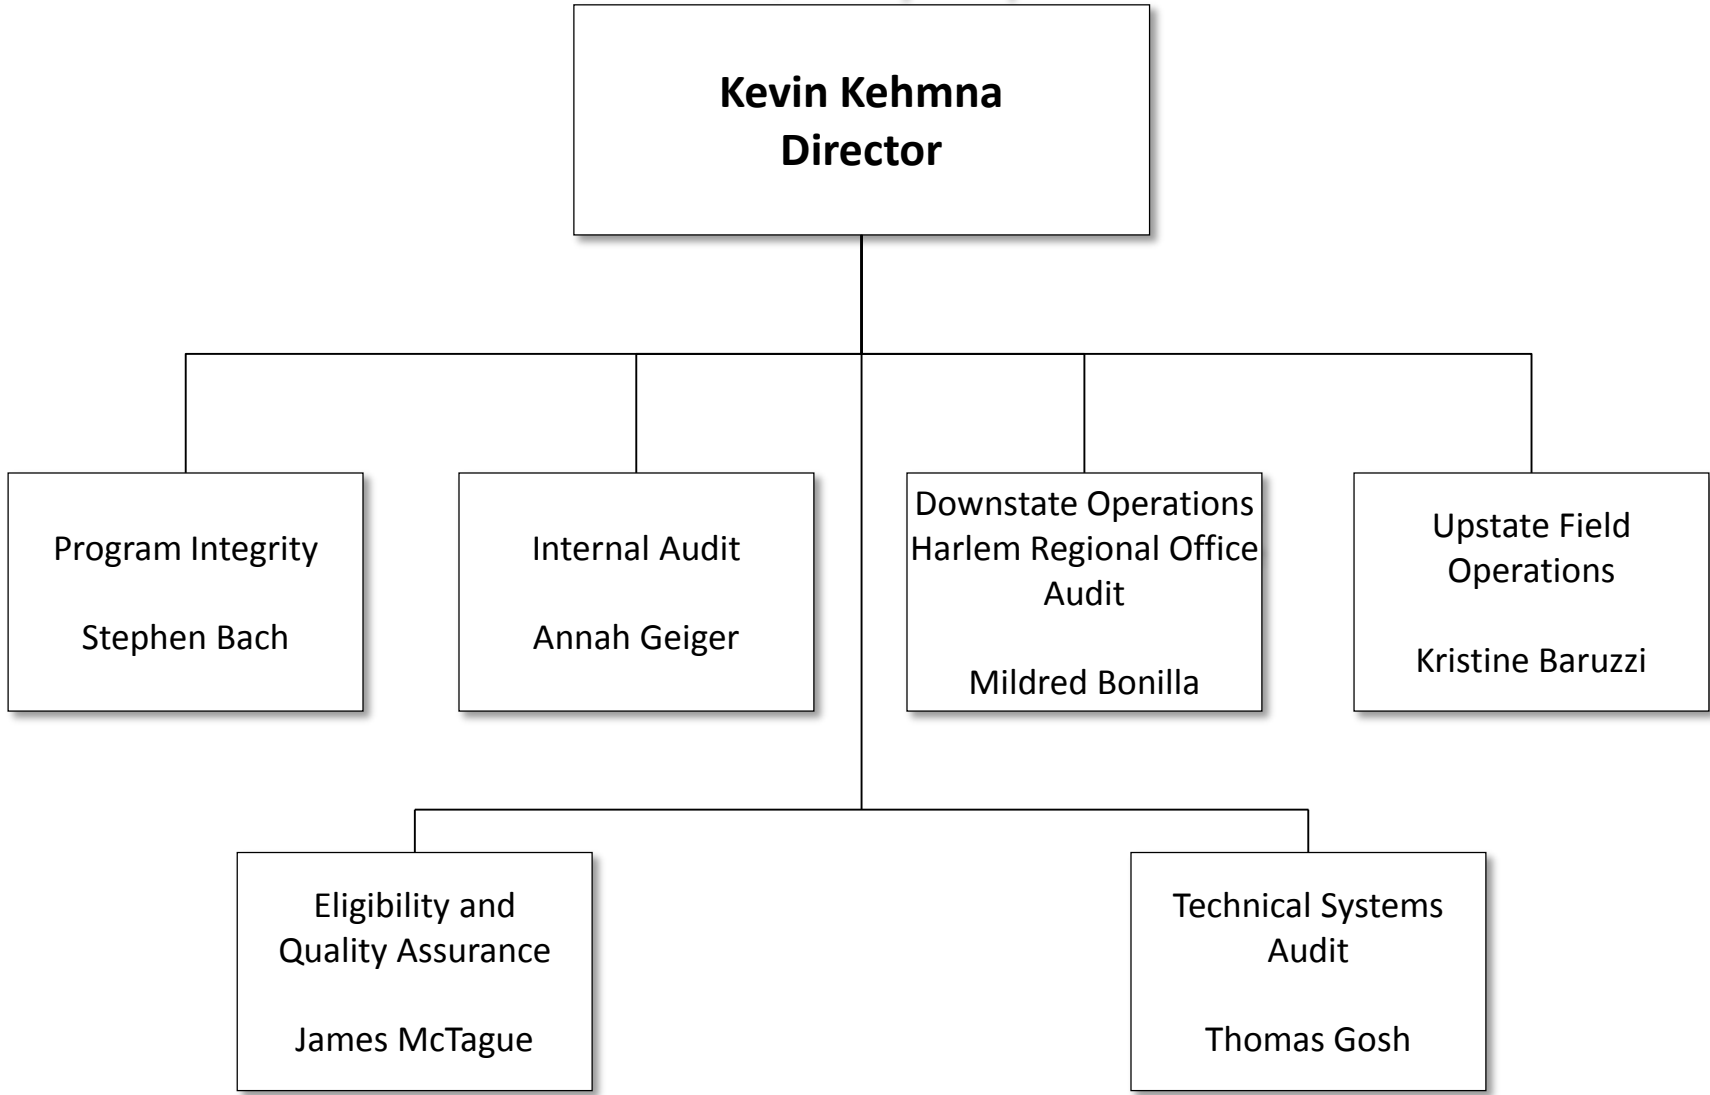 Kevin Kehmna
Director
Program Integrity
Stephen Bach
Internal Audit
Annah Geiger
Downstate Operations
Harlem Regional Office
Audit
Mildred Bonilla
Upstate Field
Operations
Kristine Baruzzi
Eligibility and
Quality Assurance
James McTague
Technical Systems
Audit
Thomas Gosh